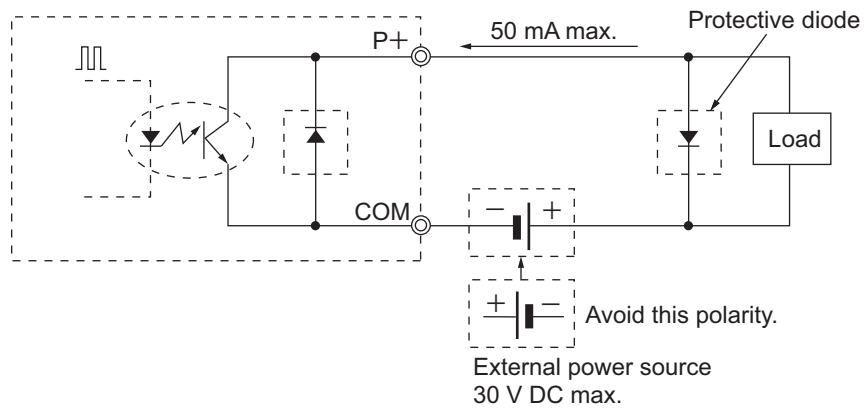 Protective diode
P+
50 mA max.
Load
COM
− +
+ −
Avoid this polarity.
External power source
30 V DC max.